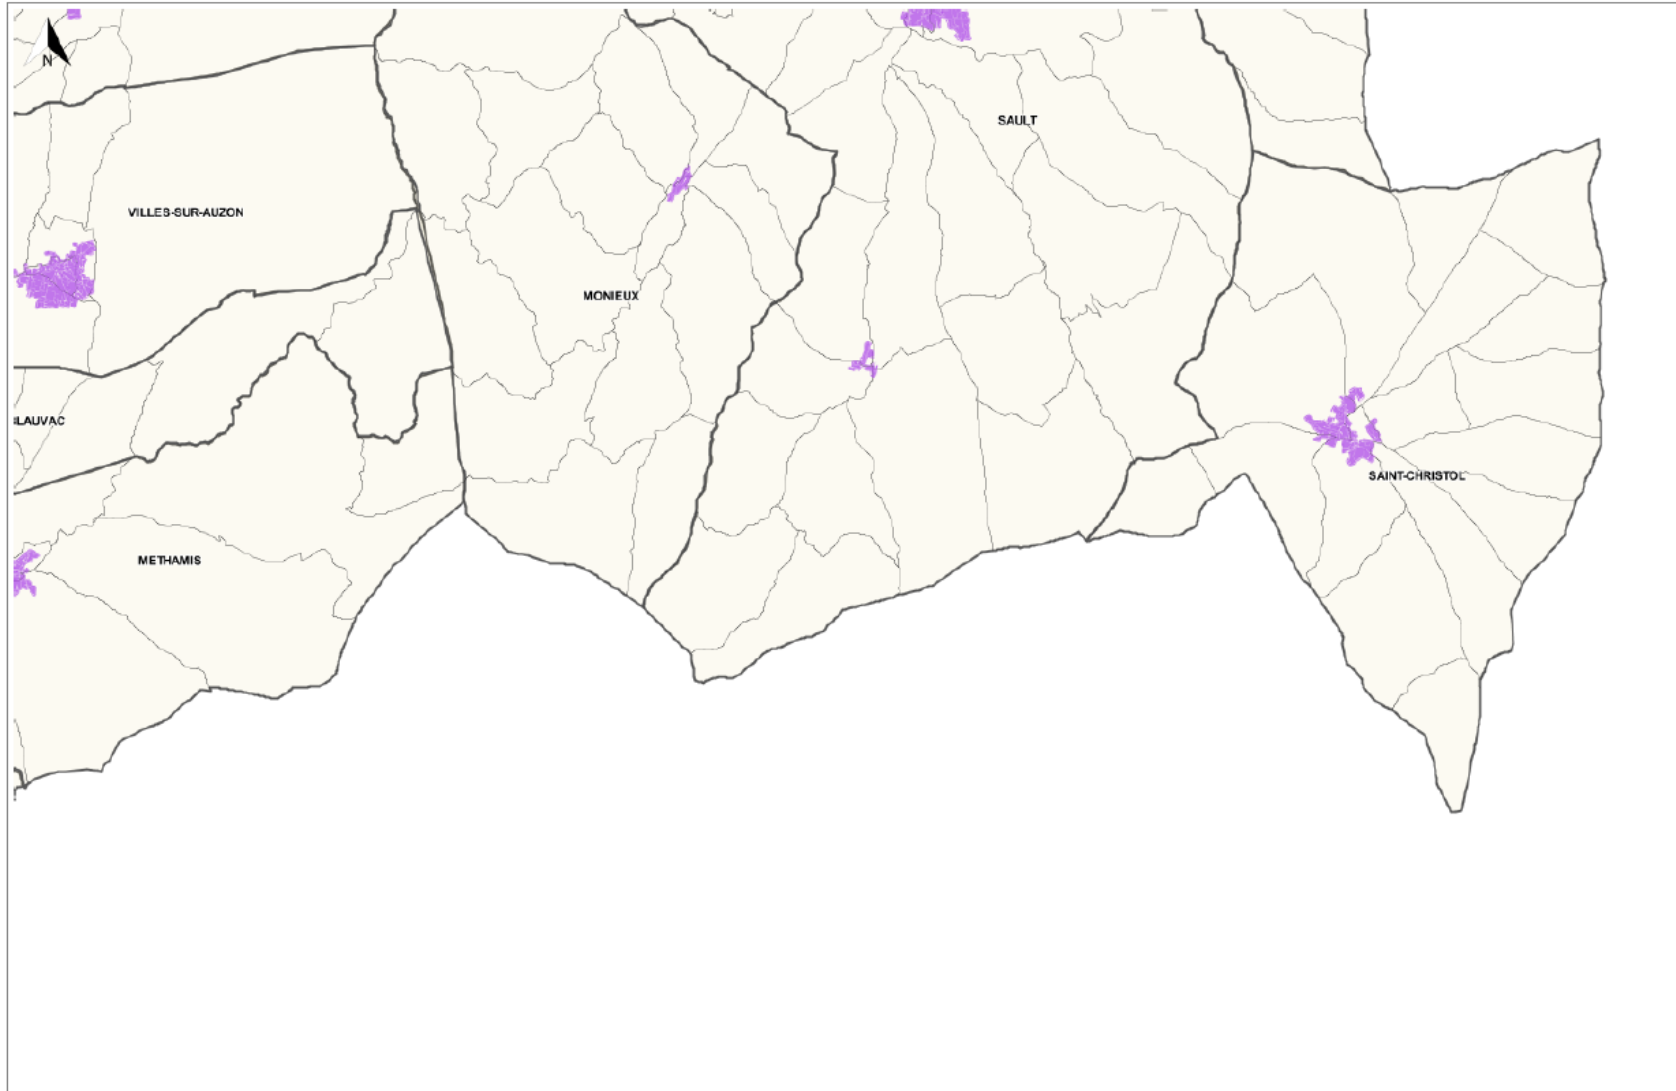 N
SAULT
VILLES-SUR-AUZON
MONIEUX
LAUVAC
SAINT-CHRISTOL
METHAMIS